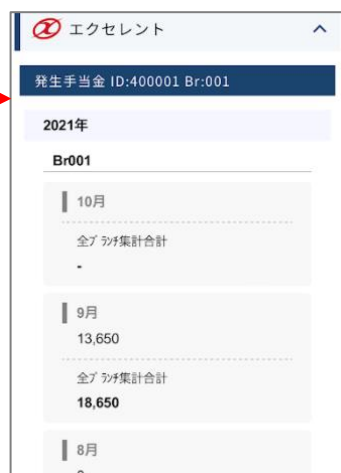 エクセレント
発生手当金 ID:400001 Br:001
2021年
Br001
10月
全ブランチ集計合計
-
9月
13,650
全ブランチ集計合計
18,650
8月